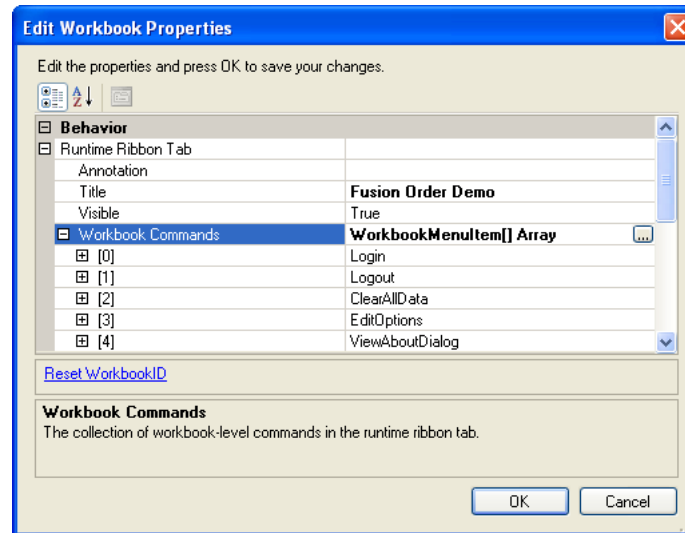 Edit Workbook Properties
Edit the properties and press OK to save your changes.
Behavior
Runtime Ribbon Tab
Annotation
Title Fusion Order Demo
Visible True
Workbook Commands WorkbookMenuItem[] Array ...
[0] Login
[1] Logout
[2] ClearAllData
[3] EditOptions
[4] ViewAboutDialog
Reset WorkbookID
Workbook Commands
The collection of workbook-level commands in the runtime ribbon tab.
OK Cancel